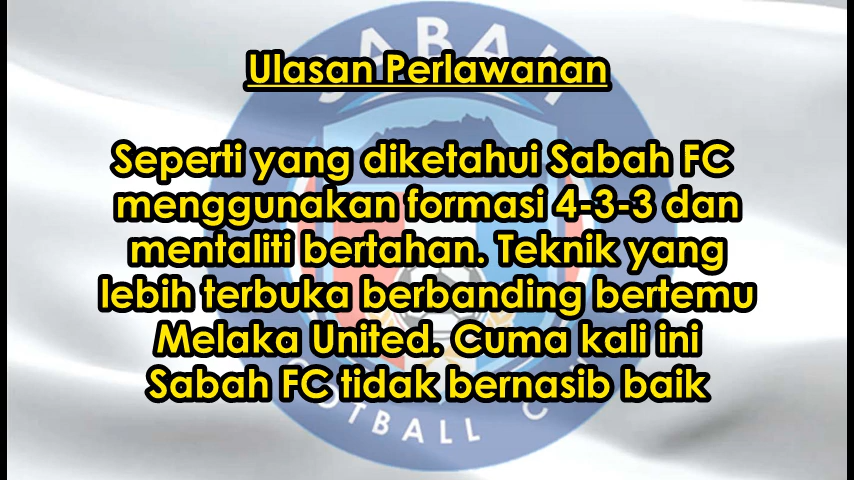 SABAH
Ulasan Perlawanan
Seperti yang diketahui Sabah FC
menggunakan formasi 4-3-3 dan
mentaliti bertahan. Teknik yang
lebih terbuka berbanding bertemu
Melaka United. Cuma kali ini
Sabah FC tidak bernasib baik